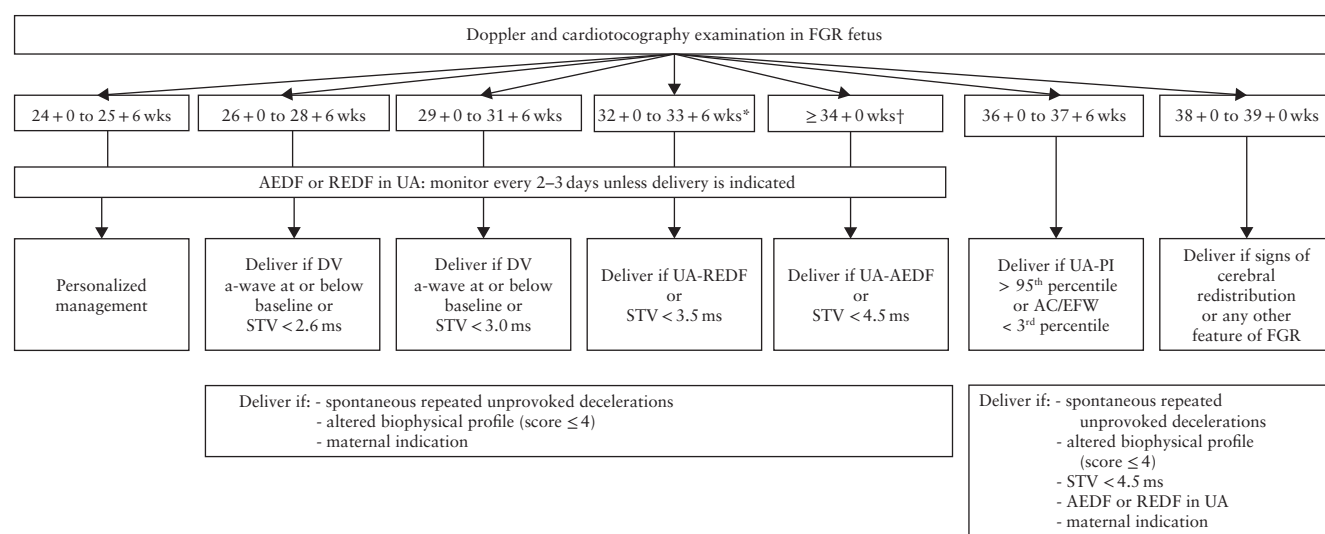 Doppler and cardiotocography examination in FGR fetus
24 + 0 to 25 + 6 wks
26 + 0 to 28 + 6 wks
29 + 0 to 31 + 6 wks
32 + 0 to 33 + 6 wks*
≥ 34 + 0 wks†
36 + 0 to 37 + 6 wks
38 + 0 to 39 + 0 wks
AEDF or REDF in UA: monitor every 2–3 days unless delivery is indicated
Personalized
management
Deliver if DV
a-wave at or below
baseline or
STV < 2.6 ms
Deliver if DV
a-wave at or below
baseline or
STV < 3.0 ms
Deliver if UA-REDF
or
STV < 3.5 ms
Deliver if UA-AEDF
or
STV < 4.5 ms
Deliver if UA-PI
> 95th percentile
or AC/EFW
< 3rd percentile
Deliver if signs of
cerebral
redistribution
or any other
feature of FGR
Deliver if: - spontaneous repeated unprovoked decelerations
- altered biophysical profile (score ≤ 4)
- maternal indication
Deliver if: - spontaneous repeated
unprovoked decelerations
- altered biophysical profile
(score ≤ 4)
- STV < 4.5 ms
- AEDF or REDF in UA
- maternal indication